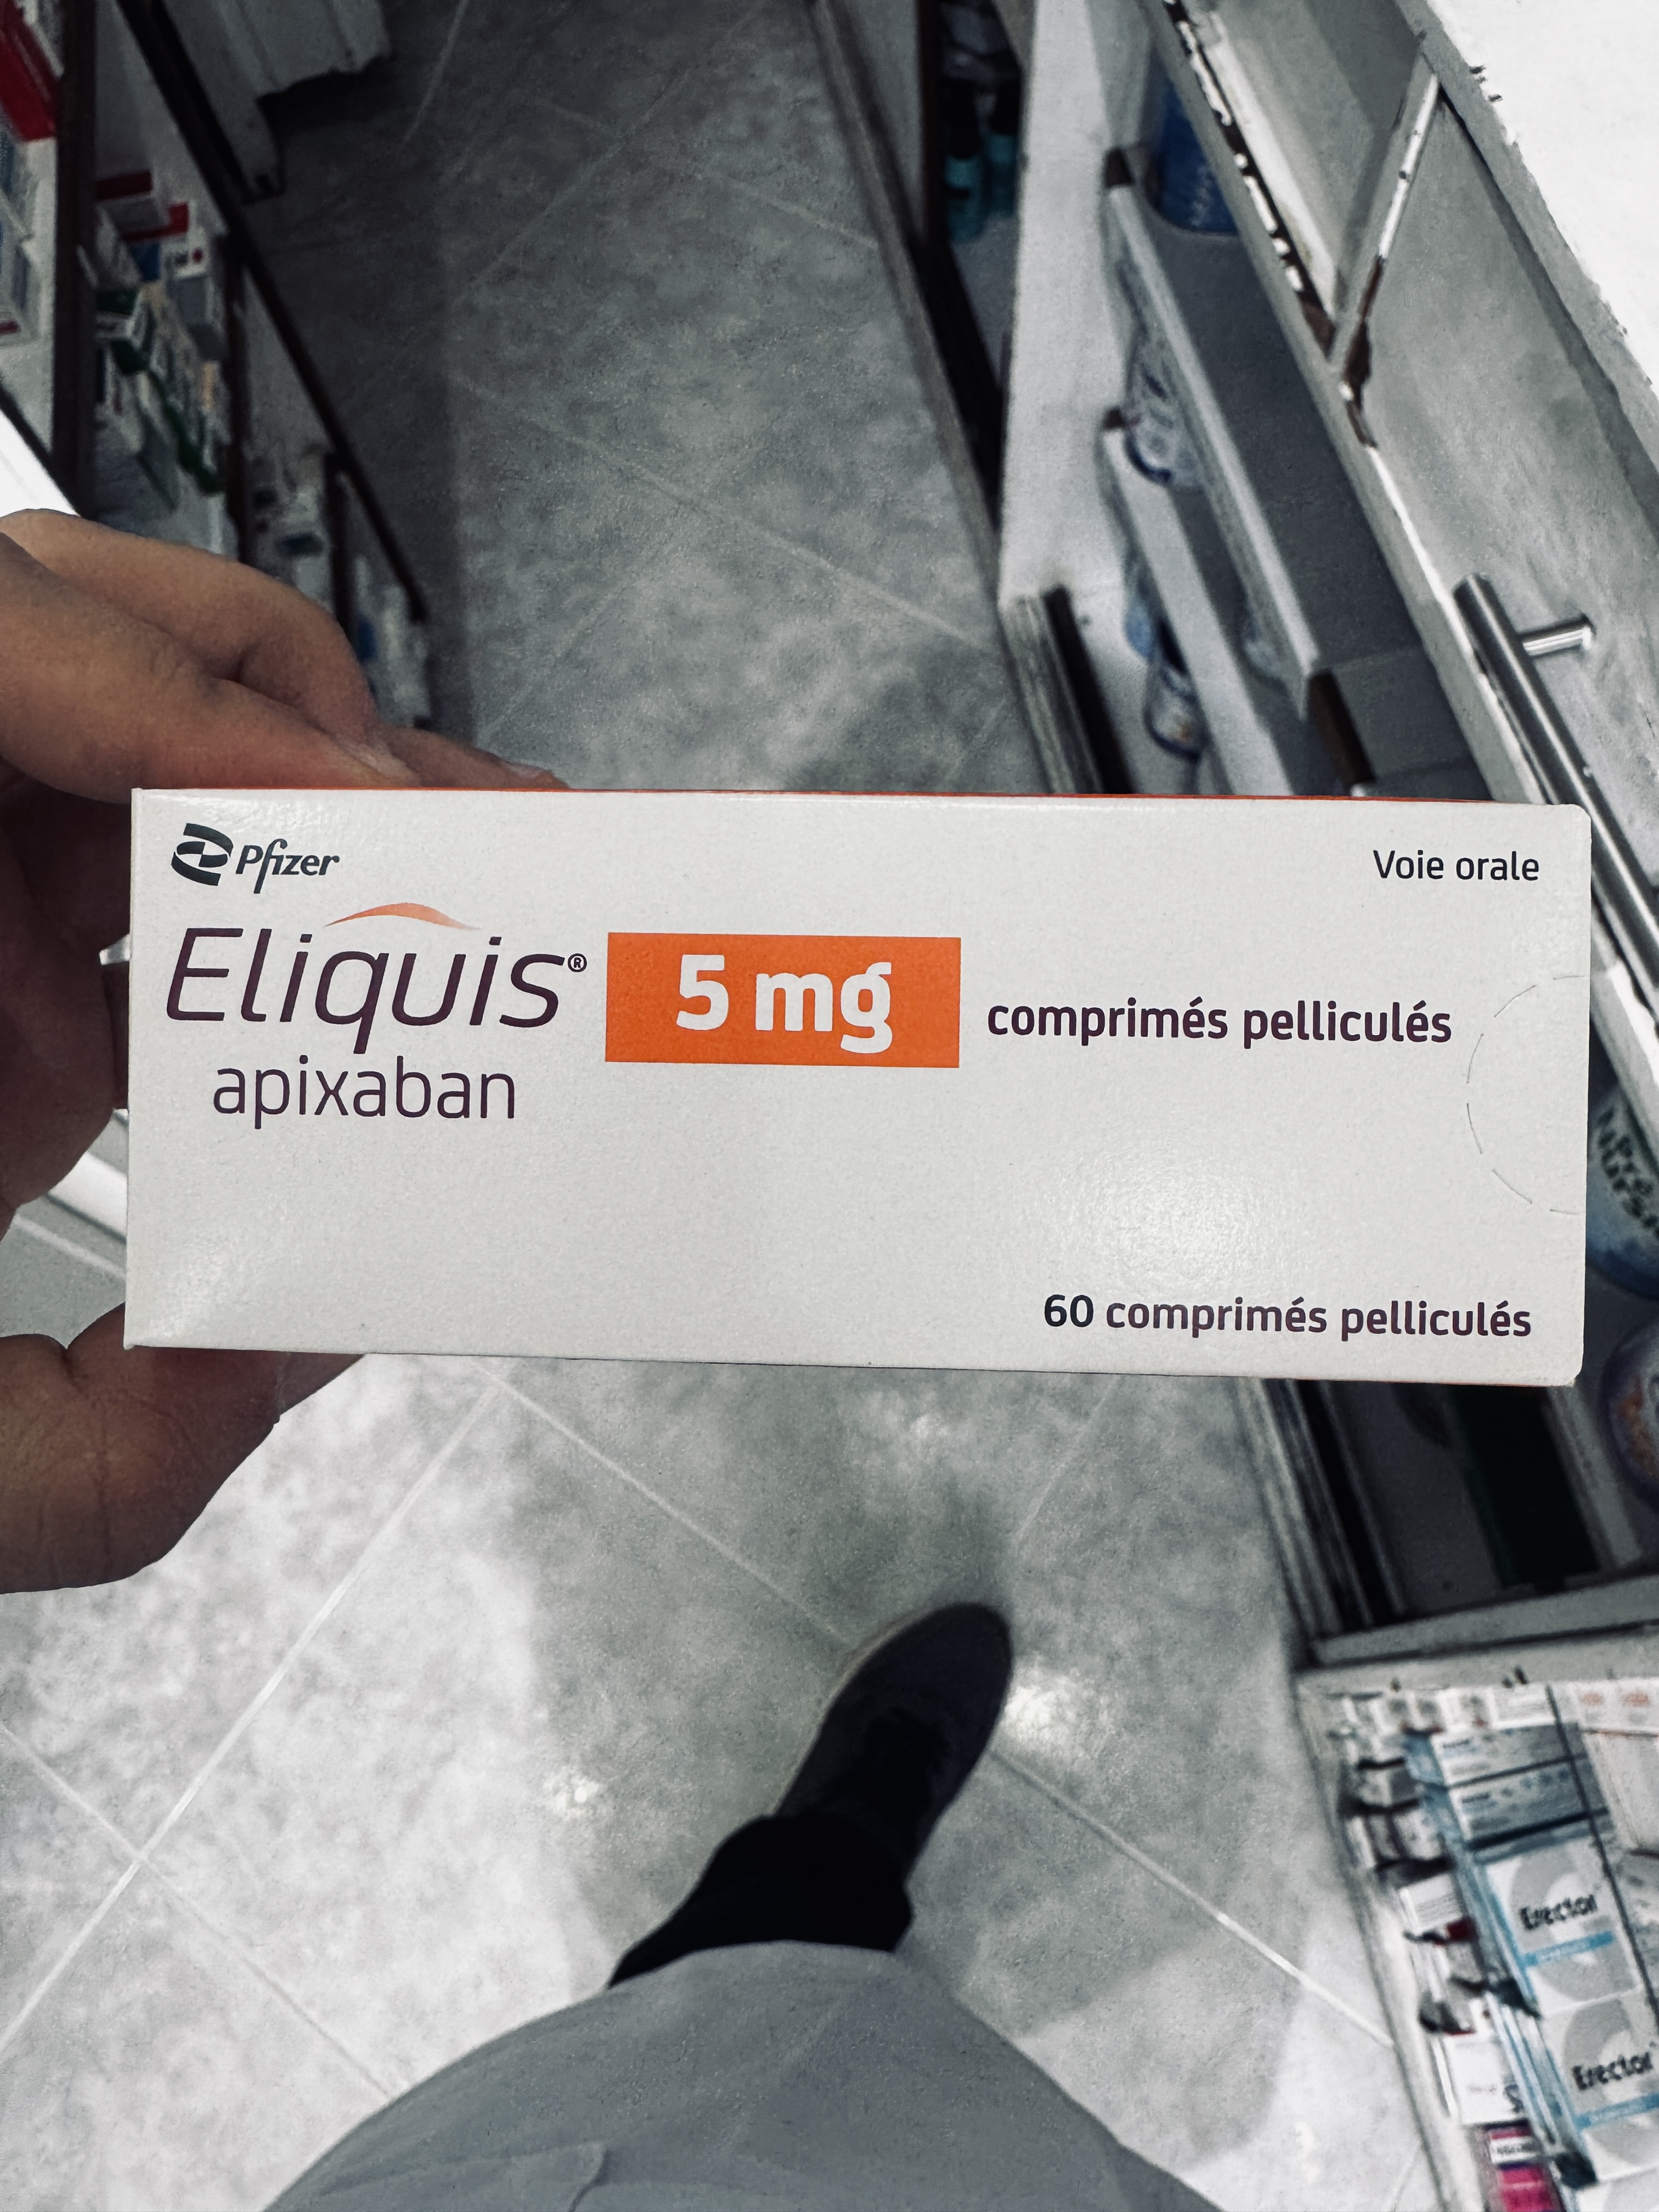 Pfizer
Voie orale
Eliquis® 5 mg comprimés pelliculés
apixaban
60 comprimés pelliculés
Erector
Erector